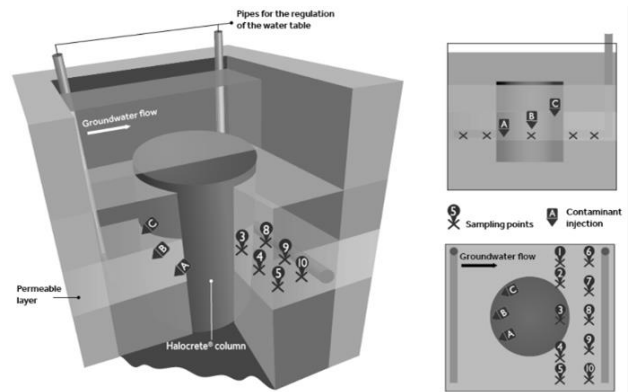 Pipes for the regulation
of the water table
Groundwater flow
C
B
A
3
8
4
9
5
10
Permeable
layer
Halocrete® column
C
B
A
5
Sampling points
A
Contaminant
injection
Groundwater flow
1
6
2
7
C
B
3
8
A
4
9
5
10